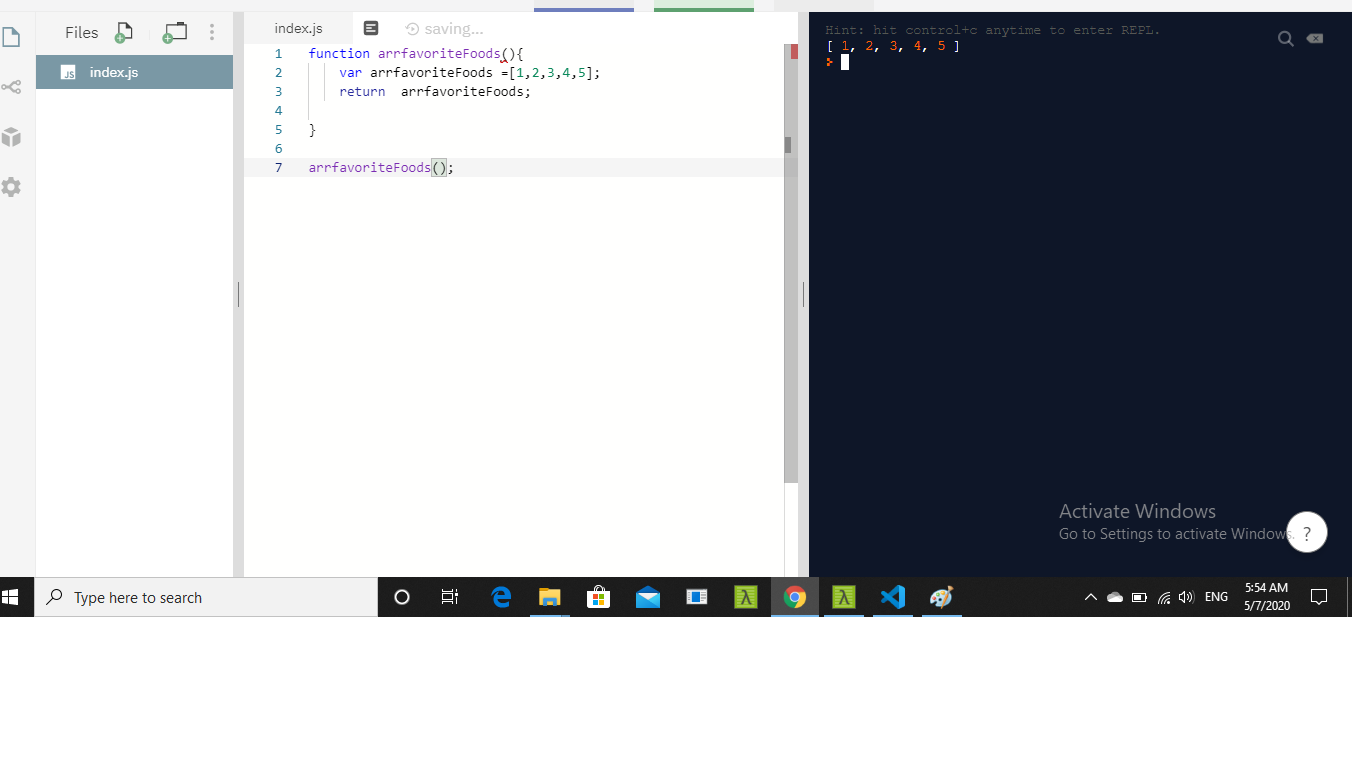 Files
index.js
JS
index.js
saving...
1 function arrfavoriteFoods(){
2 var arrfavoriteFoods =[1,2,3,4,5];
3 return  arrfavoriteFoods;
4
5 }
6
7 arrfavoriteFoods();
Hint: hit control+c anytime to enter REPL.
[ 1, 2, 3, 4, 5 ]
>
Activate Windows
Go to Settings to activate Windows.
?
Type here to search
ENG
5:54 AM
5/7/2020